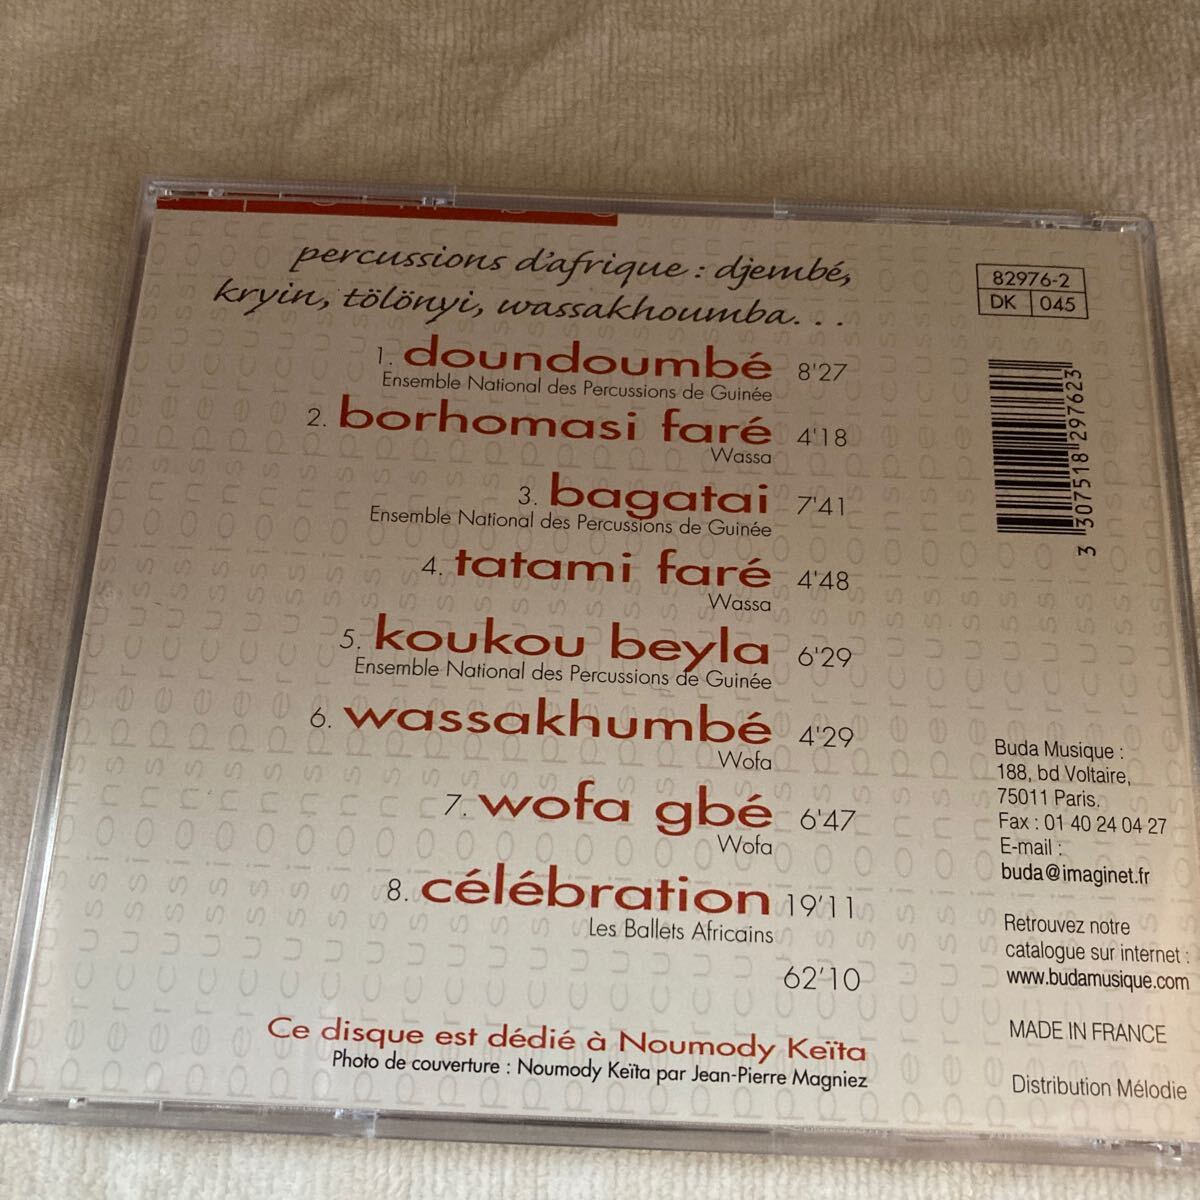 percussions d'afrique : djembé,
kryin, tölönyi, wassakhoumba...
1. doundoumbé 8'27
Ensemble National des Percussions de Guinée
2. borhomasi faré 4'18
Wassa
3. bagatai 7'41
Ensemble National des Percussions de Guinée
4. tatami faré 4'48
Wassa
5. koukou beyla 6'29
Ensemble National des Percussions de Guinée
6. wassakhumbé 4'29
Wofa
7. wofa gbé 6'47
Wofa
8. célébration 19'11
Les Ballets Africains
62'10
Ce disque est dédié à Noumody Keïta
Photo de couverture : Noumody Keïta par Jean-Pierre Magniez
82976-2
DK 045
3 307518 297623
Buda Musique :
188, bd Voltaire,
75011 Paris.
Fax : 01 40 24 04 27
E-mail :
buda@imaginet.fr
Retrouvez notre
catalogue sur internet :
www.budamusique.com
MADE IN FRANCE
Distribution Mélodie